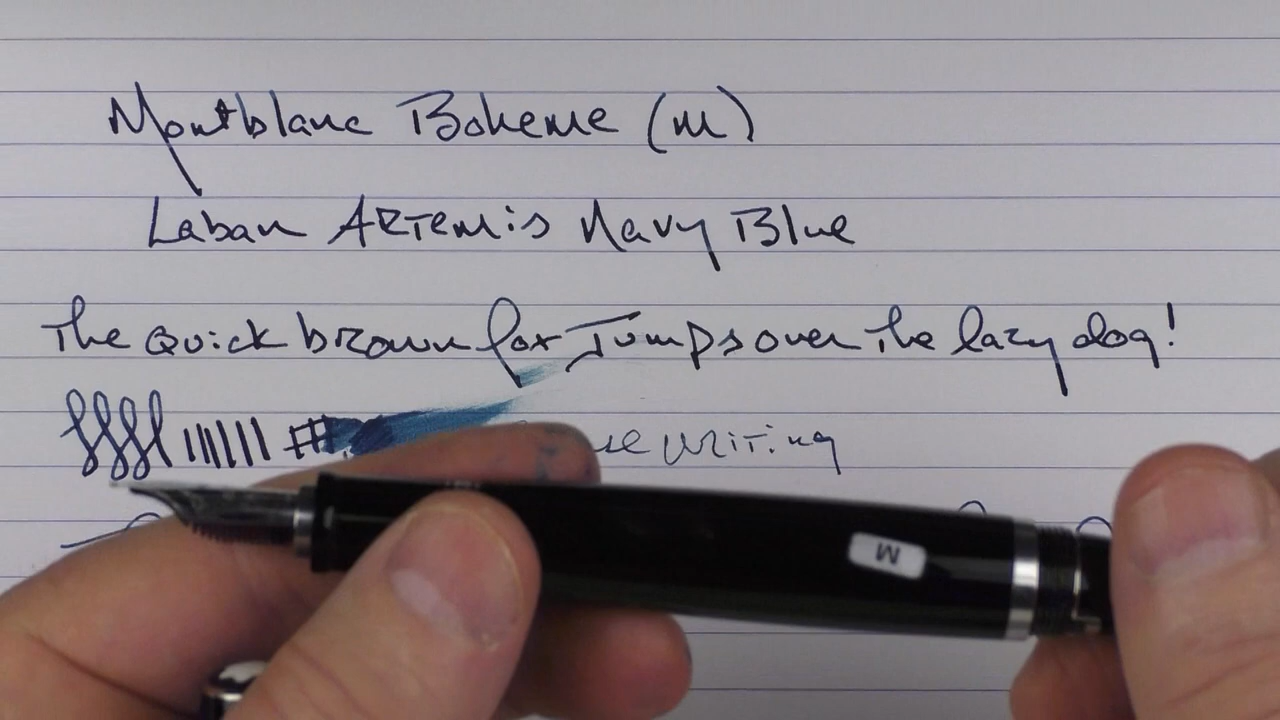 Montblanc Boheme (M)
Laban Artemis Navy Blue
The Quick brown fox Jumps over The lazy dog!
writing
M